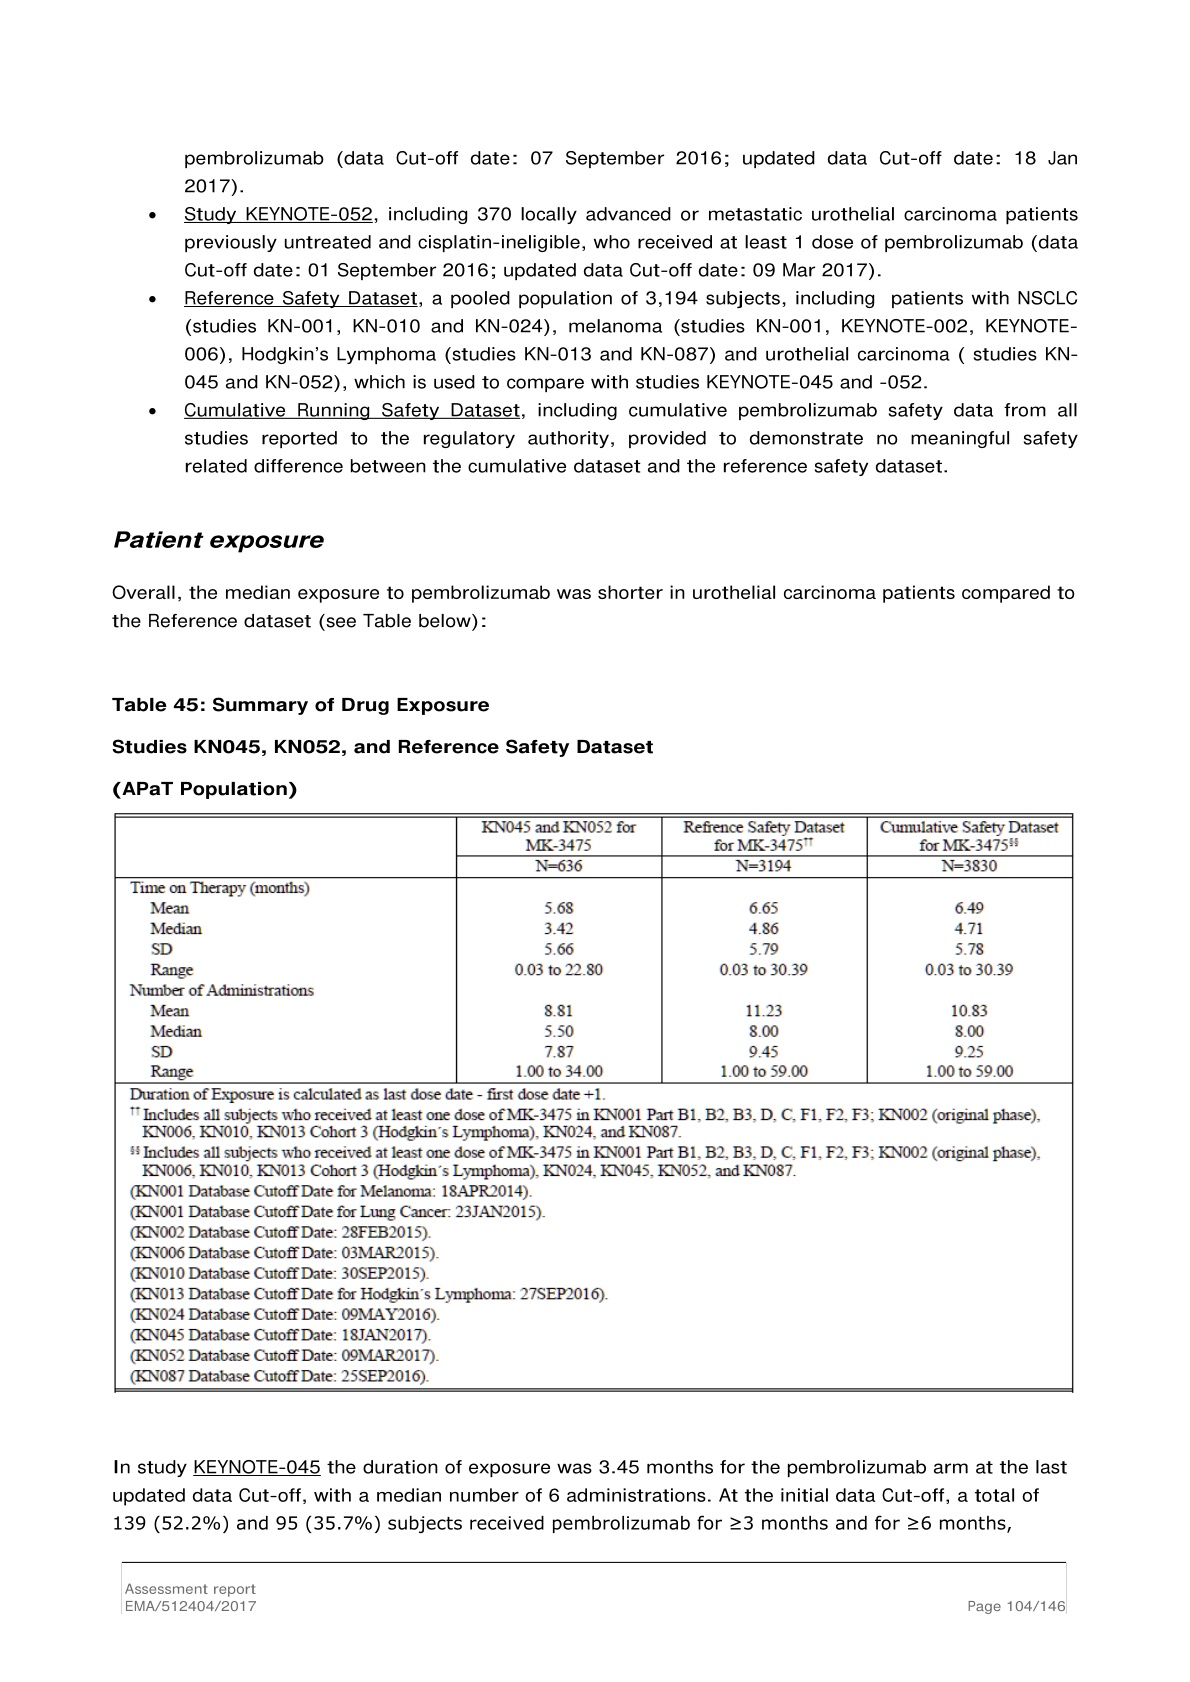 pembrolizumab (data Cut-off date: 07 September 2016; updated data Cut-off date: 18 Jan
2017).
• Study KEYNOTE-052, including 370 locally advanced or metastatic urothelial carcinoma patients
previously untreated and cisplatin-ineligible, who received at least 1 dose of pembrolizumab (data
Cut-off date: 01 September 2016; updated data Cut-off date: 09 Mar 2017).
• Reference Safety Dataset, a pooled population of 3,194 subjects, including patients with NSCLC
(studies KN-001, KN-010 and KN-024), melanoma (studies KN-001, KEYNOTE-002, KEYNOTE-
006), Hodgkin's Lymphoma (studies KN-013 and KN-087) and urothelial carcinoma ( studies KN-
045 and KN-052), which is used to compare with studies KEYNOTE-045 and -052.
• Cumulative Running Safety Dataset, including cumulative pembrolizumab safety data from all
studies reported to the regulatory authority, provided to demonstrate no meaningful safety
related difference between the cumulative dataset and the reference safety dataset.
Patient exposure
Overall, the median exposure to pembrolizumab was shorter in urothelial carcinoma patients compared to
the Reference dataset (see Table below):
Table 45: Summary of Drug Exposure
Studies KN045, KN052, and Reference Safety Dataset
(APaT Population)
KN045 and KN052 for Refrence Safety Dataset Cumulative Safety Dataset
MK-3475 for MK-3475†† for MK-3475§§
N=636 N=3194 N=3830
Time on Therapy (months)
Mean 5.68 6.65 6.49
Median 3.42 4.86 4.71
SD 5.66 5.79 5.78
Range 0.03 to 22.80 0.03 to 30.39 0.03 to 30.39
Number of Administrations
Mean 8.81 11.23 10.83
Median 5.50 8.00 8.00
SD 7.87 9.45 9.25
Range 1.00 to 34.00 1.00 to 59.00 1.00 to 59.00
Duration of Exposure is calculated as last dose date - first dose date +1.
†† Includes all subjects who received at least one dose of MK-3475 in KN001 Part B1, B2, B3, D, C, F1, F2, F3; KN002 (original phase),
KN006, KN010, KN013 Cohort 3 (Hodgkin´s Lymphoma), KN024, and KN087.
§§ Includes all subjects who received at least one dose of MK-3475 in KN001 Part B1, B2, B3, D, C, F1, F2, F3; KN002 (original phase),
KN006, KN010, KN013 Cohort 3 (Hodgkin´s Lymphoma), KN024, KN045, KN052, and KN087.
(KN001 Database Cutoff Date for Melanoma: 18APR2014).
(KN001 Database Cutoff Date for Lung Cancer: 23JAN2015).
(KN002 Database Cutoff Date: 28FEB2015).
(KN006 Database Cutoff Date: 03MAR2015).
(KN010 Database Cutoff Date: 30SEP2015).
(KN013 Database Cutoff Date for Hodgkin´s Lymphoma: 27SEP2016).
(KN024 Database Cutoff Date: 09MAY2016).
(KN045 Database Cutoff Date: 18JAN2017).
(KN052 Database Cutoff Date: 09MAR2017).
(KN087 Database Cutoff Date: 25SEP2016).
In study KEYNOTE-045 the duration of exposure was 3.45 months for the pembrolizumab arm at the last
updated data Cut-off, with a median number of 6 administrations. At the initial data Cut-off, a total of
139 (52.2%) and 95 (35.7%) subjects received pembrolizumab for ≥3 months and for ≥6 months,
Assessment report
EMA/512404/2017 Page 104/146